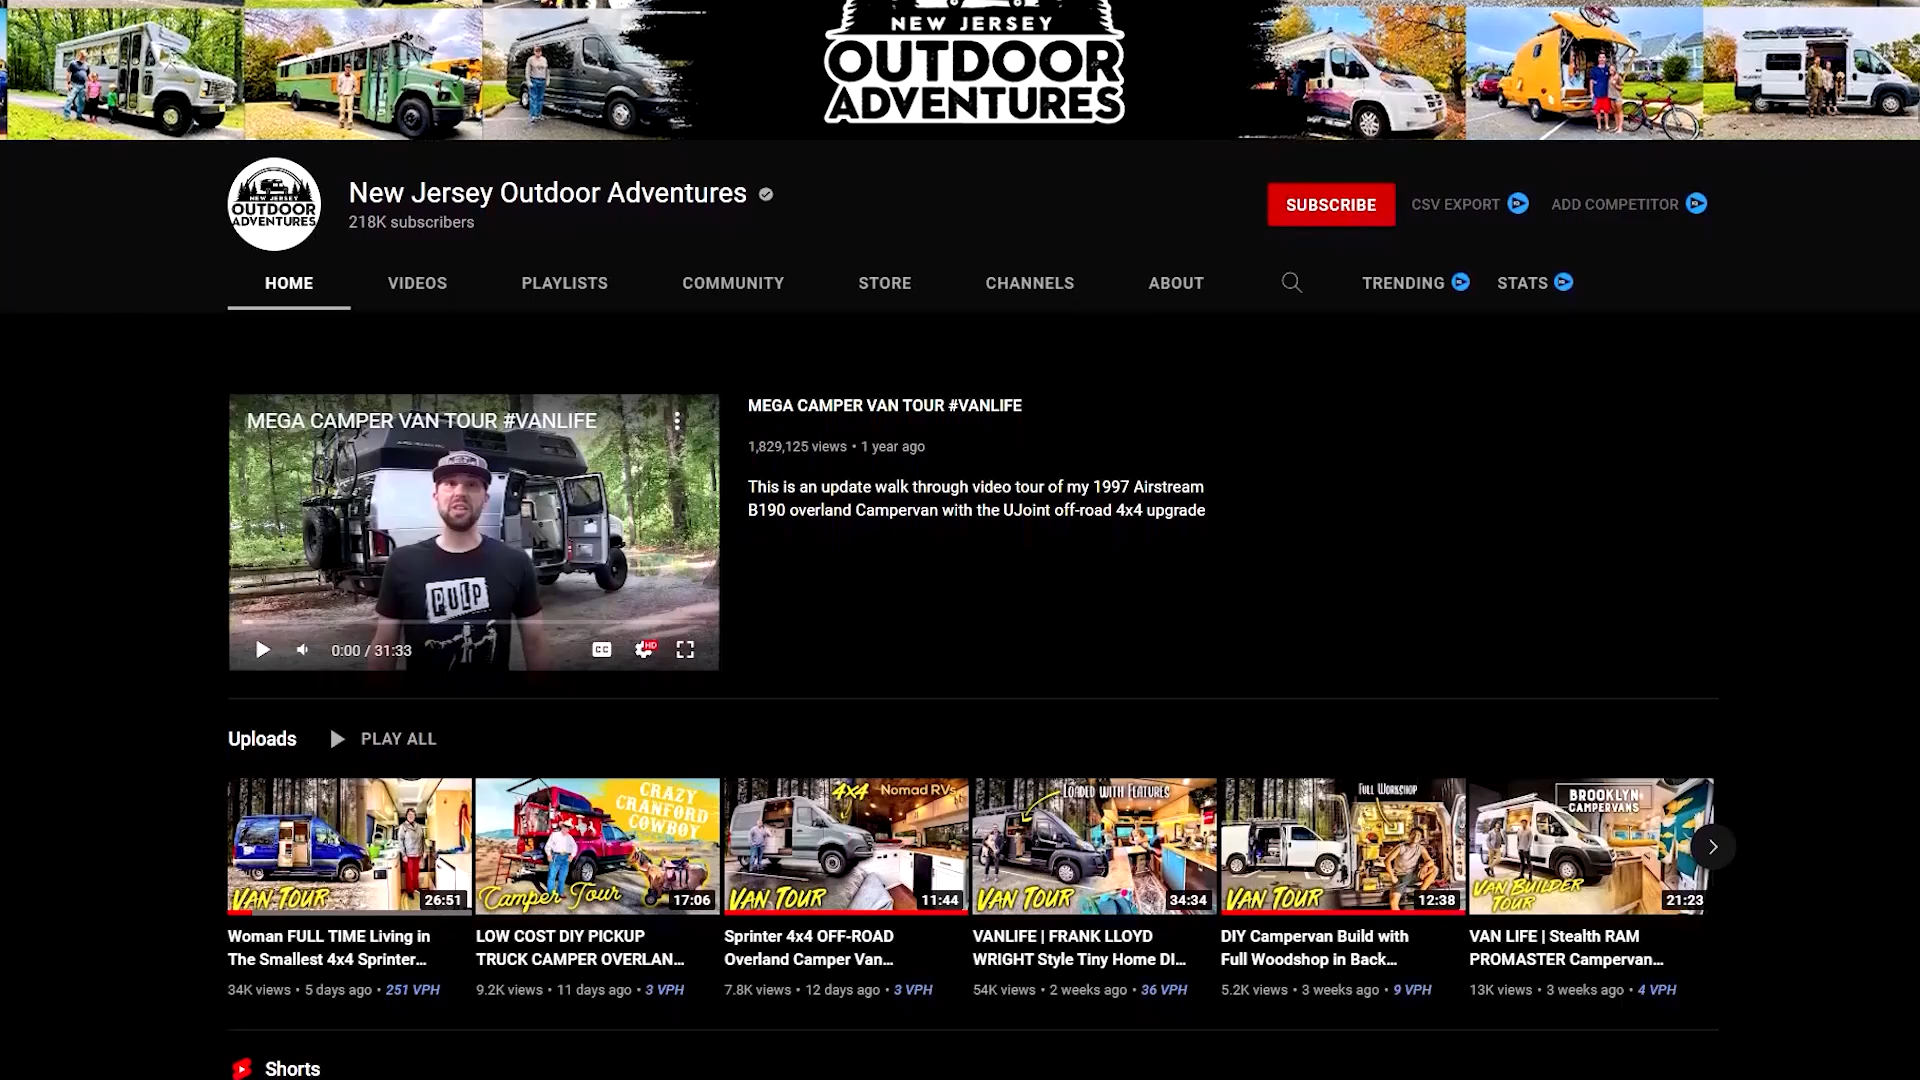 NEW JERSEY
OUTDOOR
ADVENTURES
NEW JERSEY
OUTDOOR
ADVENTURES
New Jersey Outdoor Adventures
218K subscribers
SUBSCRIBE
CSV EXPORT
ADD COMPETITOR
HOME
VIDEOS
PLAYLISTS
COMMUNITY
STORE
CHANNELS
ABOUT
TRENDING
STATS
MEGA CAMPER VAN TOUR #VANLIFE
PULP
0:00 / 31:33
CC
HD
MEGA CAMPER VAN TOUR #VANLIFE
1,829,125 views • 1 year ago
This is an update walk through video tour of my 1997 Airstream
B190 overland Campervan with the UJoint off-road 4x4 upgrade
Uploads
PLAY ALL
VAN TOUR
26:51
Woman FULL TIME Living in
The Smallest 4x4 Sprinter...
34K views • 5 days ago • 251 VPH
CRAZY
CRANFORD
COWBOY
Camper Tour
17:06
LOW COST DIY PICKUP
TRUCK CAMPER OVERLAN...
9.2K views • 11 days ago • 3 VPH
4X4 Nomad RVs
VAN TOUR
11:44
Sprinter 4x4 OFF-ROAD
Overland Camper Van...
7.8K views • 12 days ago • 3 VPH
LOADED WITH FEATURES
VAN TOUR
34:34
VANLIFE | FRANK LLOYD
WRIGHT Style Tiny Home DI...
54K views • 2 weeks ago • 36 VPH
FULL WORKSHOP
VAN TOUR
12:38
DIY Campervan Build with
Full Woodshop in Back...
5.2K views • 3 weeks ago • 9 VPH
BROOKLYN
CAMPERVANS
VAN BUILDER
TOUR
21:23
VAN LIFE | Stealth RAM
PROMASTER Campervan...
13K views • 3 weeks ago • 4 VPH
Shorts